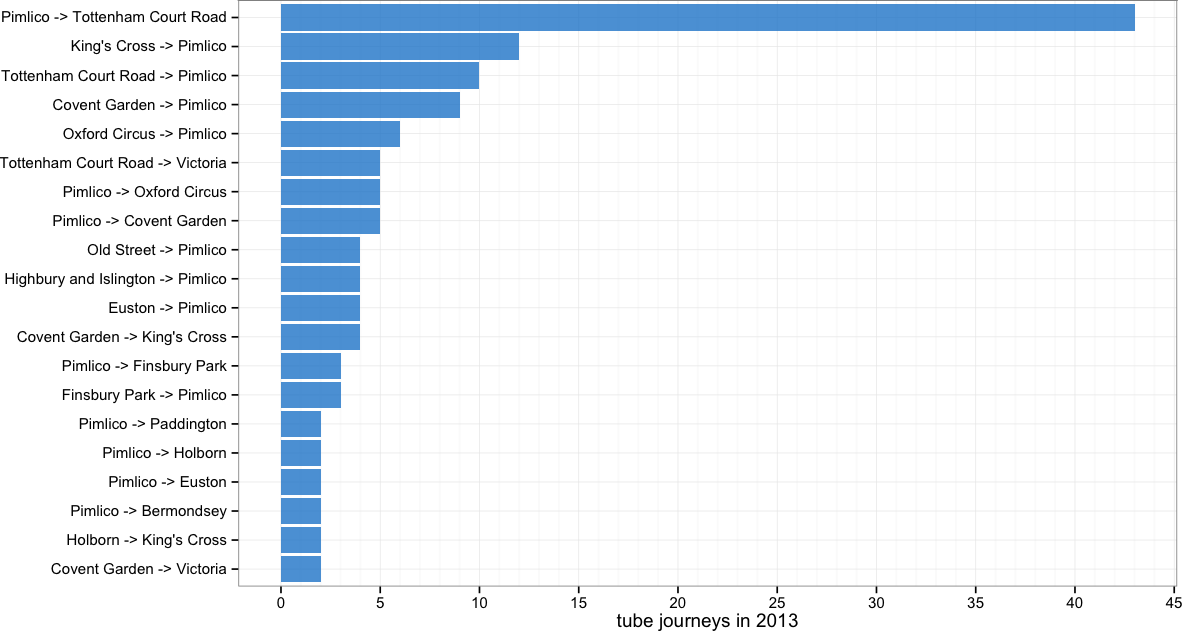 Pimlico -> Tottenham Court Road
King's Cross -> Pimlico
Tottenham Court Road -> Pimlico
Covent Garden -> Pimlico
Oxford Circus -> Pimlico
Tottenham Court Road -> Victoria
Pimlico -> Oxford Circus
Pimlico -> Covent Garden
Old Street -> Pimlico
Highbury and Islington -> Pimlico
Euston -> Pimlico
Covent Garden -> King's Cross
Pimlico -> Finsbury Park
Finsbury Park -> Pimlico
Pimlico -> Paddington
Pimlico -> Holborn
Pimlico -> Euston
Pimlico -> Bermondsey
Holborn -> King's Cross
Covent Garden -> Victoria
0 5 10 15 20 25 30 35 40 45
tube journeys in 2013